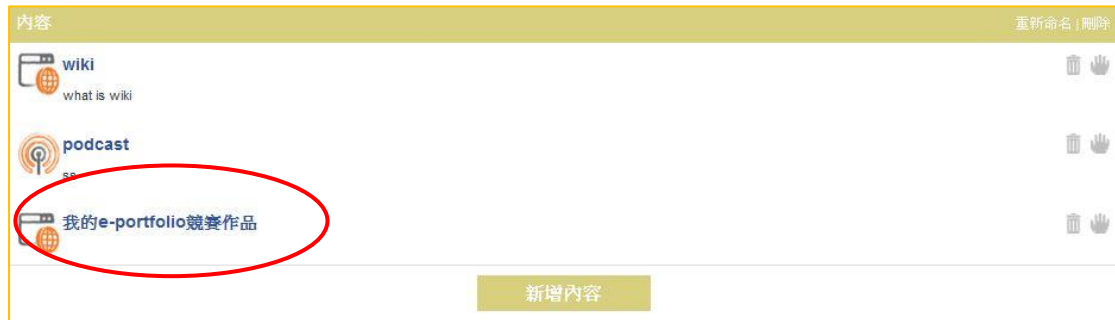 內容
重新命名 | 刪除
wiki
what is wiki
podcast
ss
我的e-portfolio競賽作品
新增內容